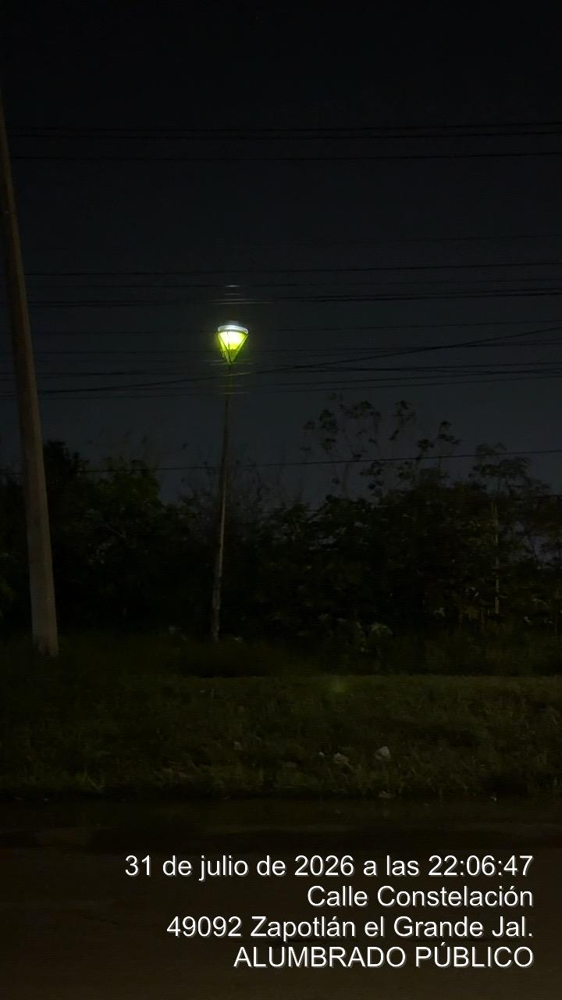 31 de julio de 2026 a las 22:06:47
Calle Constelación
49092 Zapotlán el Grande Jal.
ALUMBRADO PÚBLICO